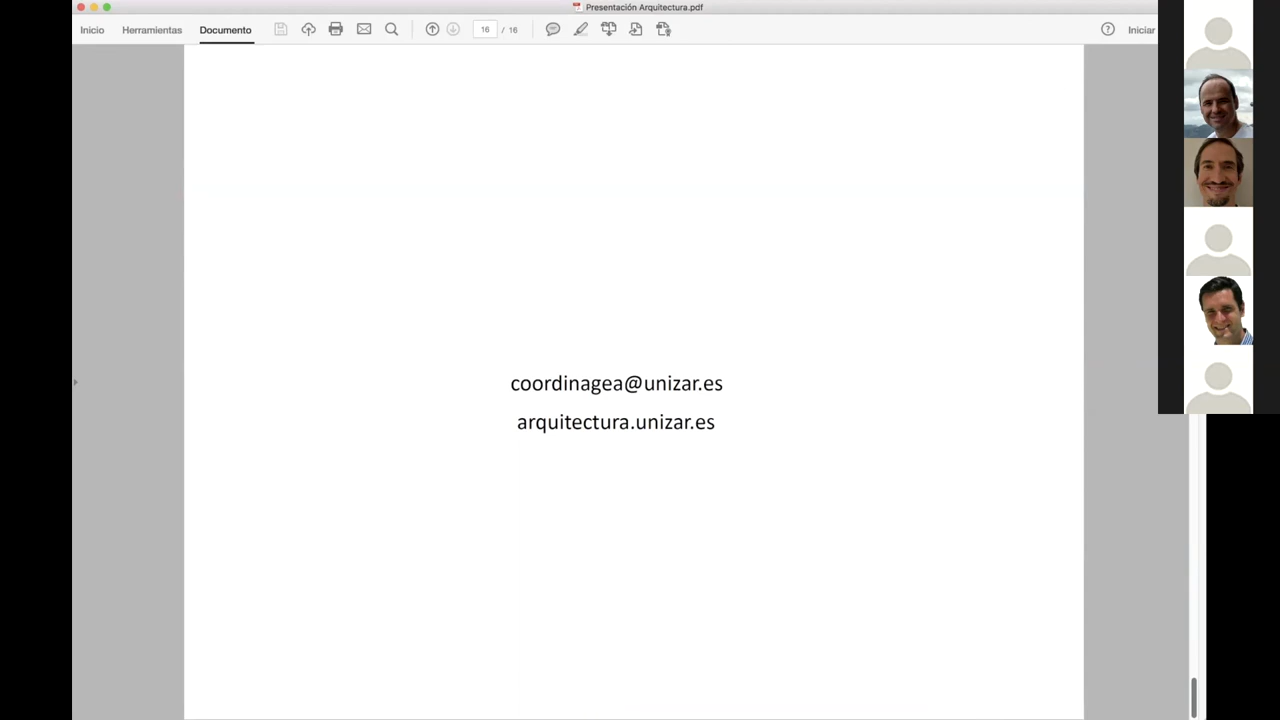 Presentación Arquitectura.pdf
Inicio Herramientas Documento 16 / 16 Iniciar
coordinagea@unizar.es
arquitectura.unizar.es